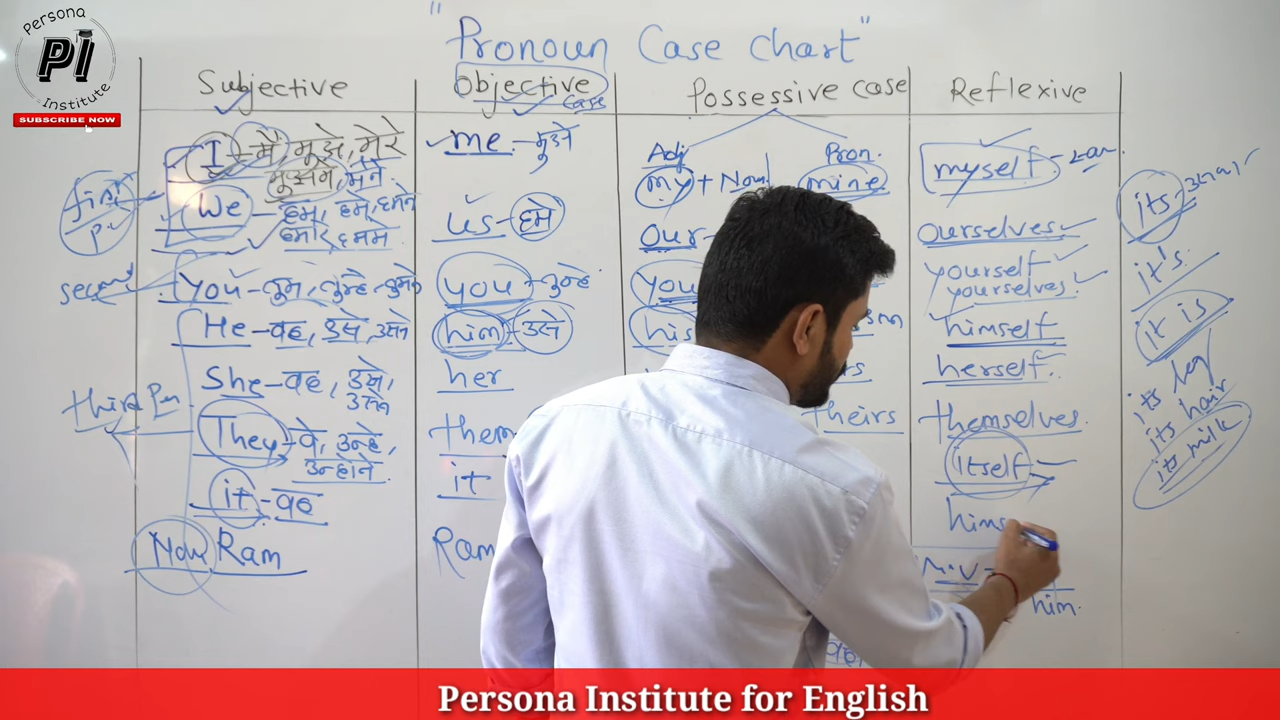 Persona
PI
Institute
SUBSCRIBE NOW
"Pronoun Case Chart"
Subjective
Objective
Case
Possessive case
Reflexive
Adj
Pron.
first
P.
I - मैं, मुझे, मेरे
मुझसे, मैंने
me - मुझे
my + Noun
mine
myself -
We - हम, हमे, हमने
हमारे, हमसे
us - हमे
our -
ourselves
second
you - तुम, तुम्हे,
you - तुम्हे
you
yourself
yourselves
He - वह, उसे, उसने
him - उसे
his
himself
She - वह, उसे,
उसने
her
herself.
third Per
They - वे, उन्हे,
उन्होने
them
theirs
themselves
it - वह
it
itself
Noun Ram
Ram
hims
M.V -
him.
वह
its -
it's
it is
its leg
its hair
its milk
Persona Institute for English